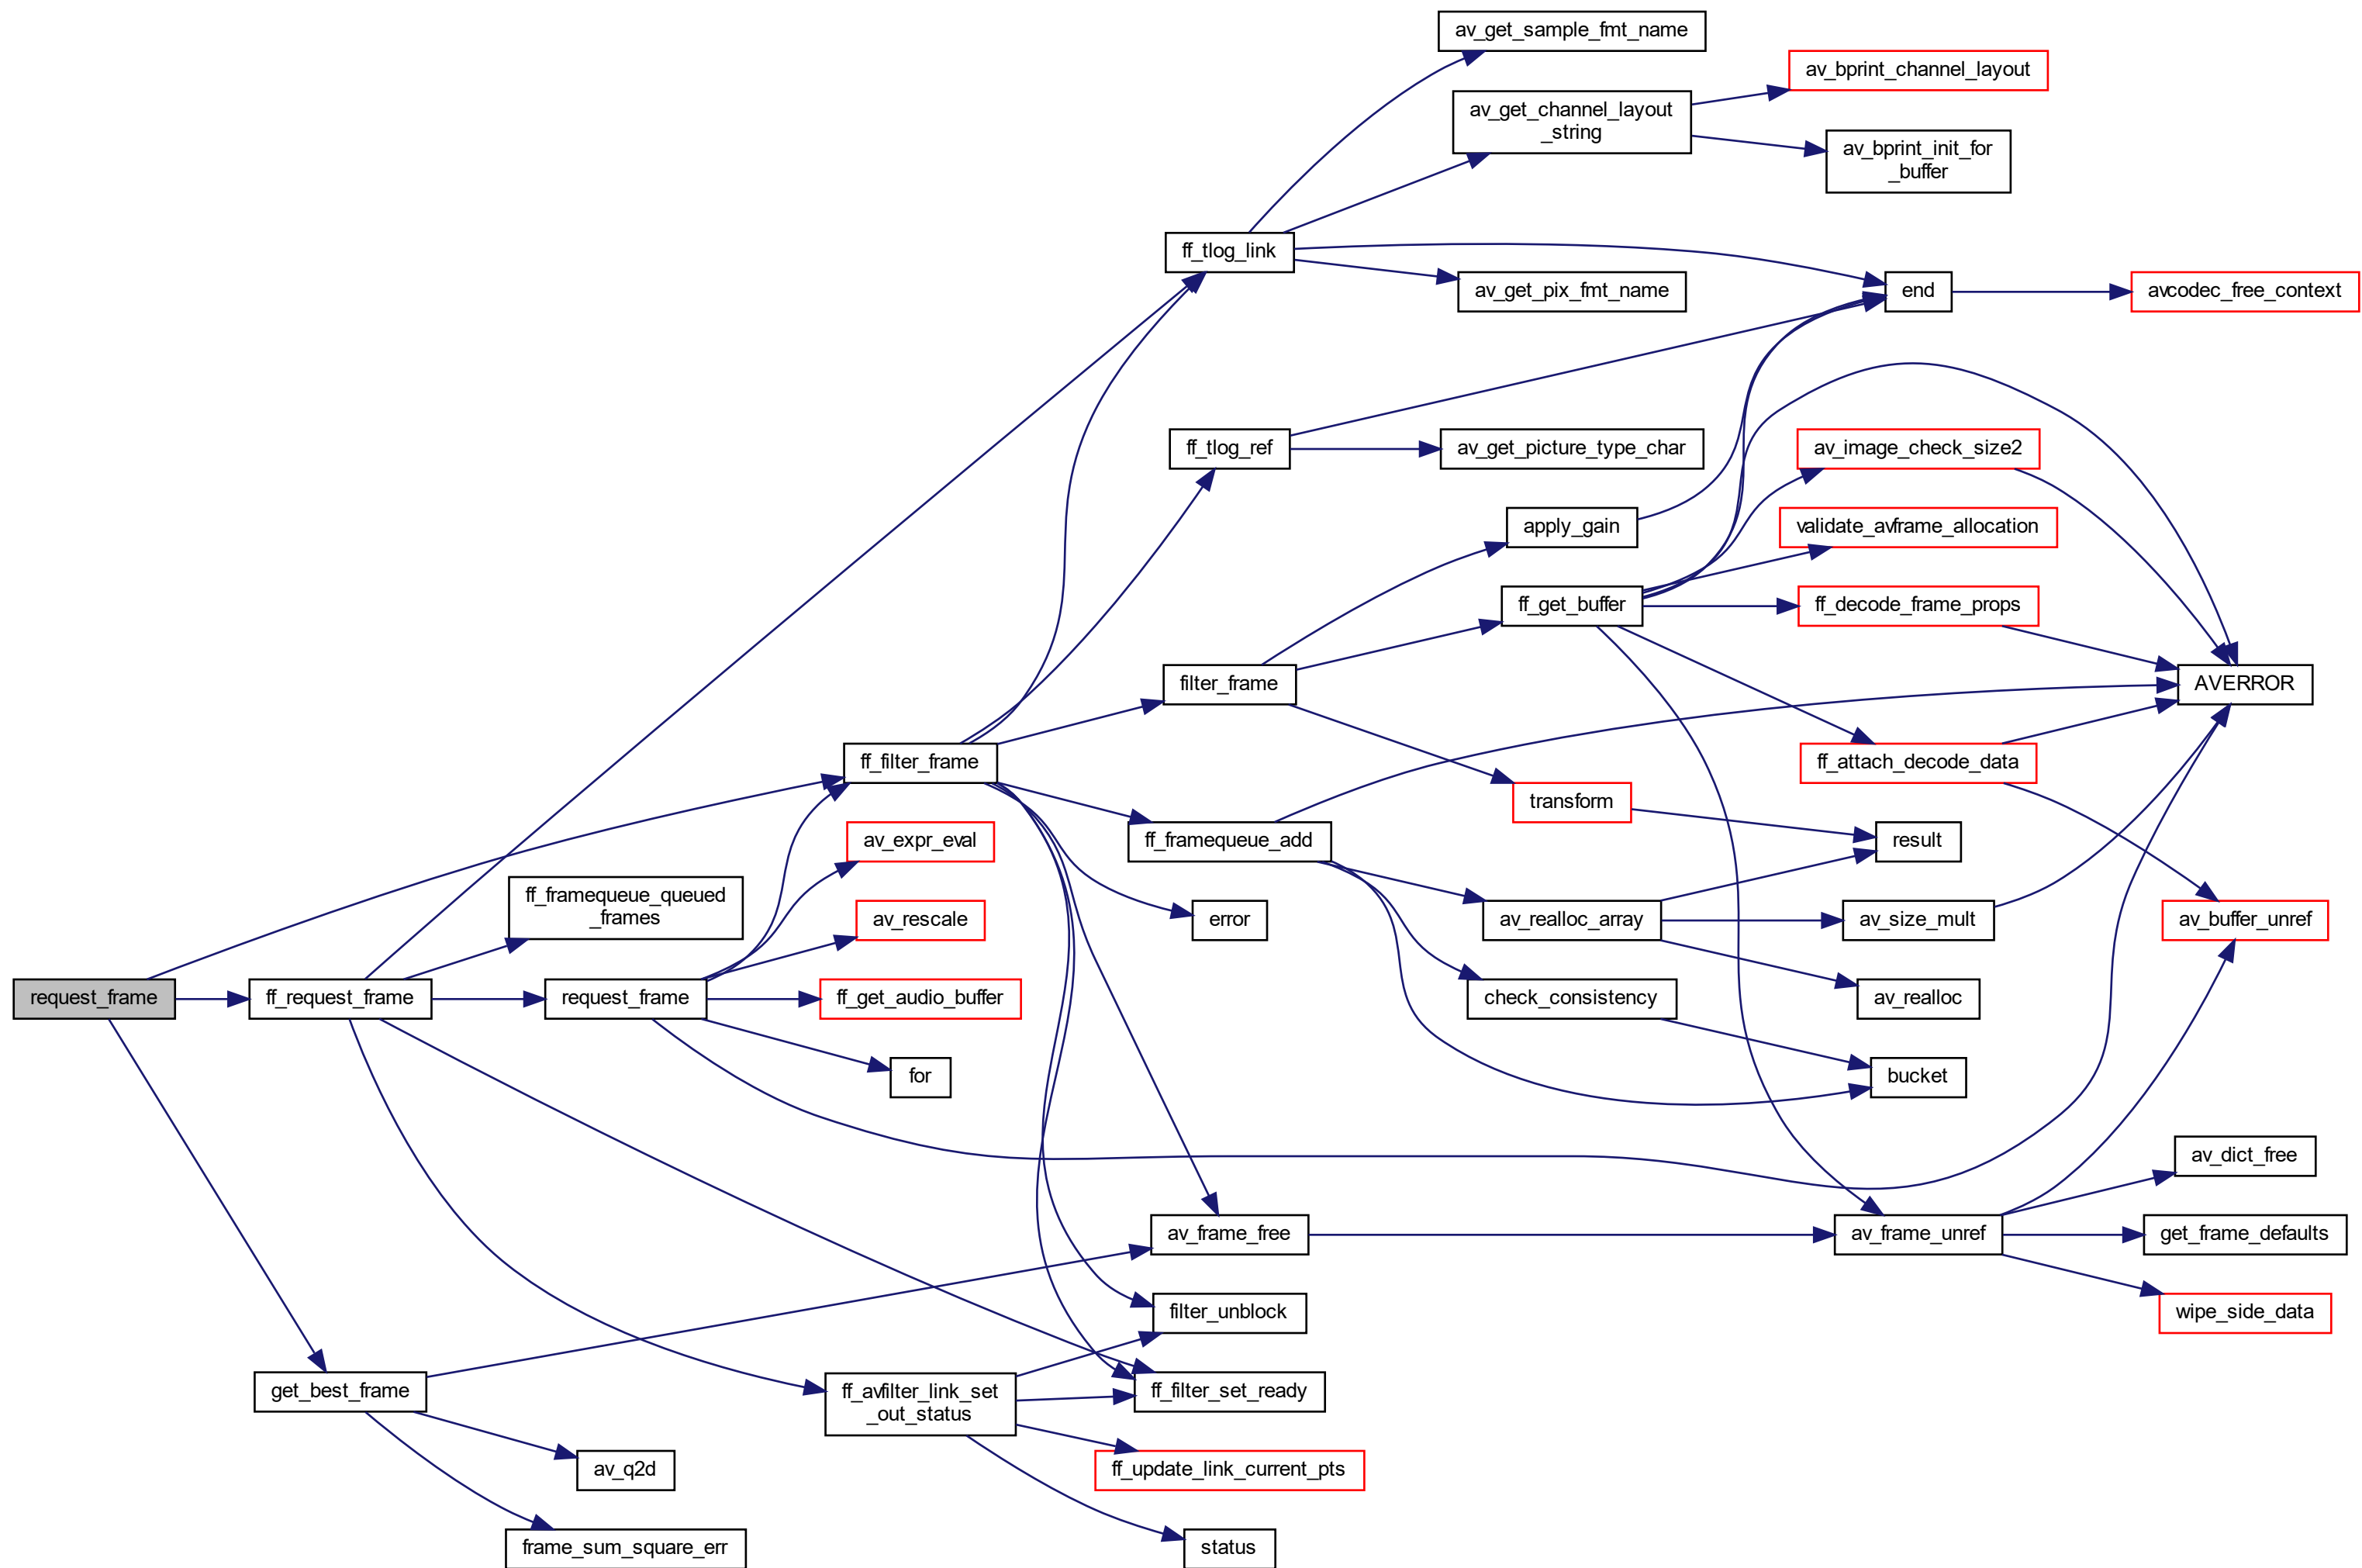 av_get_sample_fmt_name
av_bprint_channel_layout
av_get_channel_layout
_string
av_bprint_init_for
_buffer
ff_tlog_link
av_get_pix_fmt_name
end
avcodec_free_context
ff_tlog_ref
av_get_picture_type_char
av_image_check_size2
apply_gain
validate_avframe_allocation
ff_get_buffer
ff_decode_frame_props
filter_frame
AVERROR
ff_filter_frame
ff_attach_decode_data
transform
av_expr_eval
ff_framequeue_add
result
ff_framequeue_queued
_frames
av_rescale
error
av_realloc_array
av_size_mult
av_buffer_unref
request_frame
ff_request_frame
request_frame
ff_get_audio_buffer
check_consistency
av_realloc
for
bucket
av_dict_free
av_frame_free
av_frame_unref
get_frame_defaults
filter_unblock
wipe_side_data
get_best_frame
ff_avfilter_link_set
_out_status
ff_filter_set_ready
av_q2d
ff_update_link_current_pts
frame_sum_square_err
status